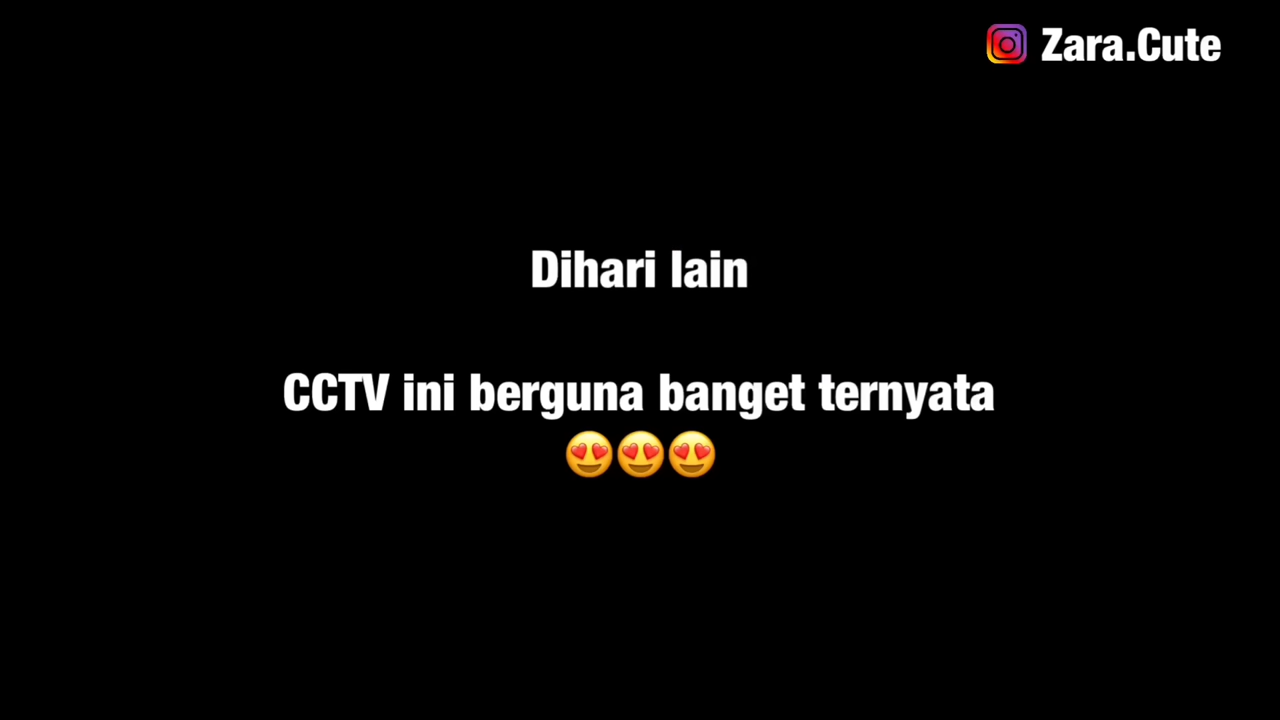 Zara.Cute
Dihari lain
CCTV ini berguna banget ternyata
😍😍😍